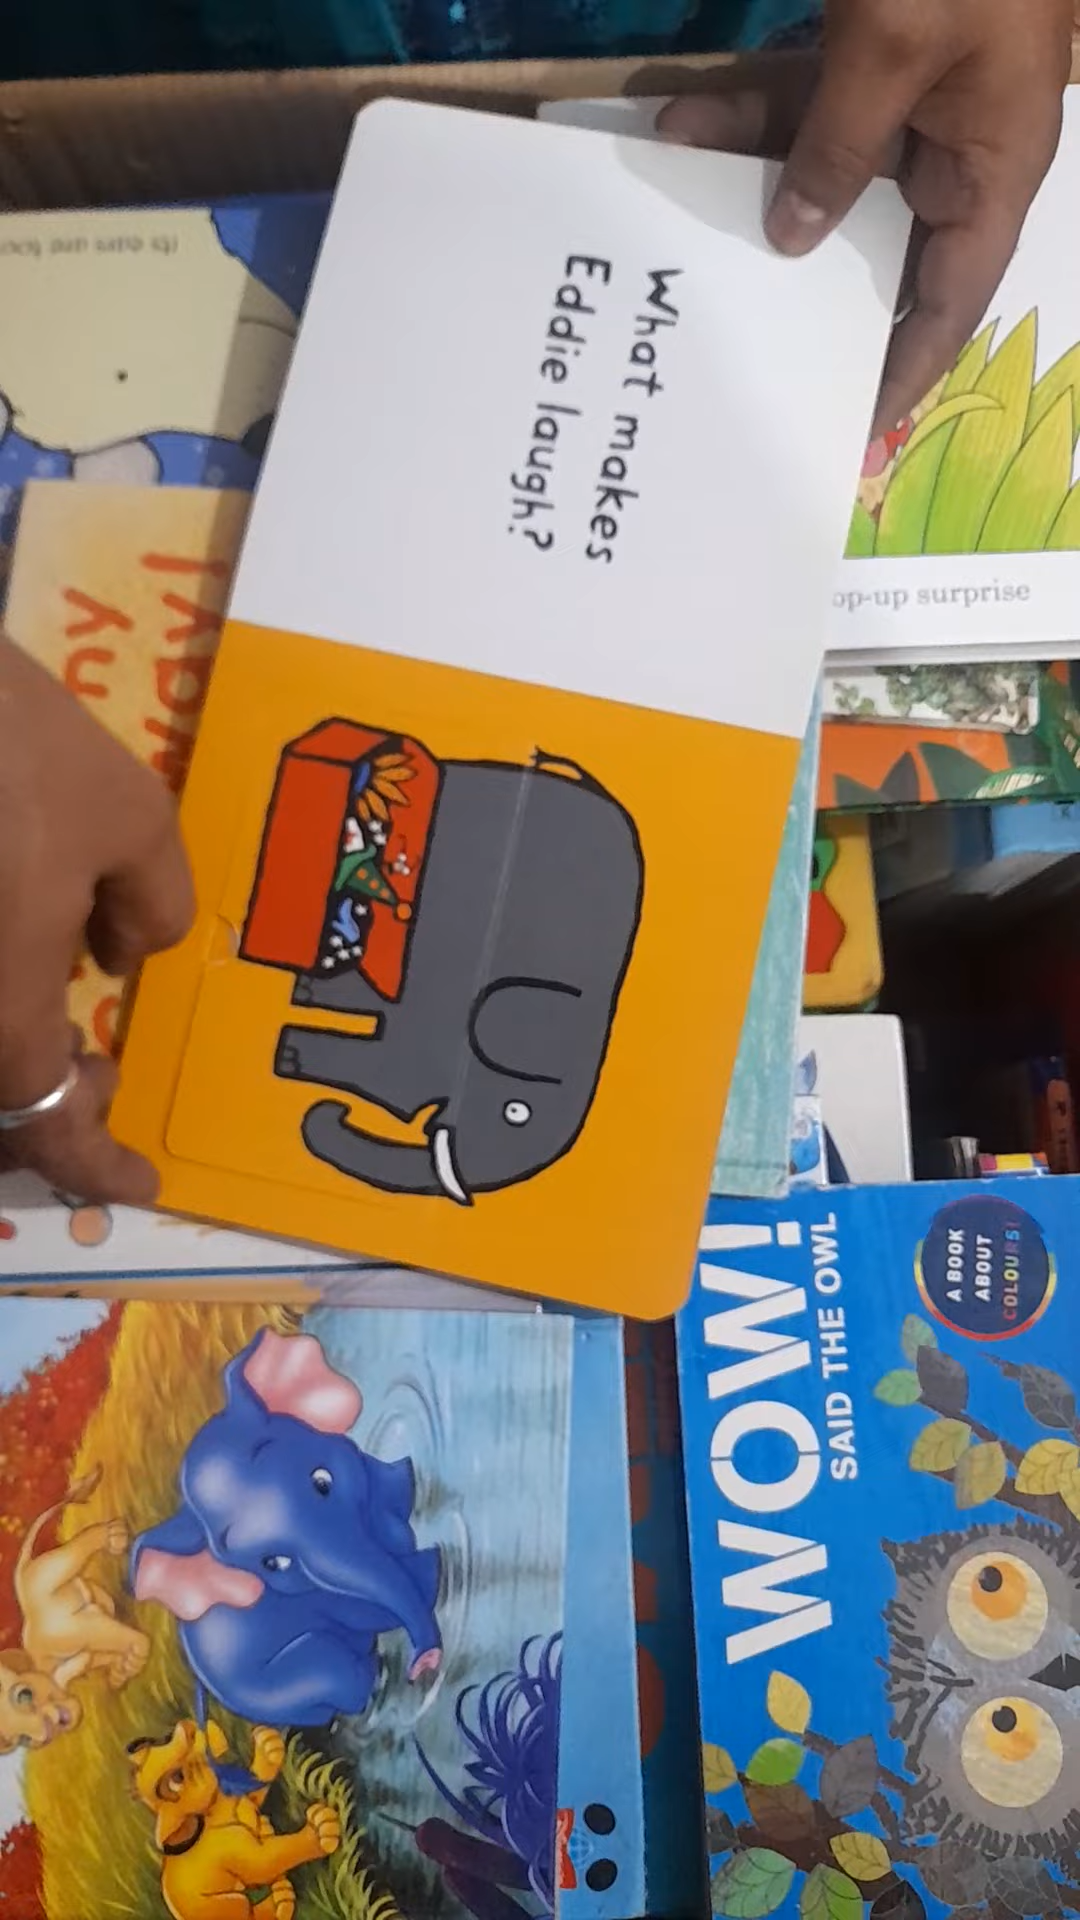 What makes
Eddie laugh?
op-up surprise
WOW!
SAID THE OWL
A BOOK
ABOUT
COLOURS!